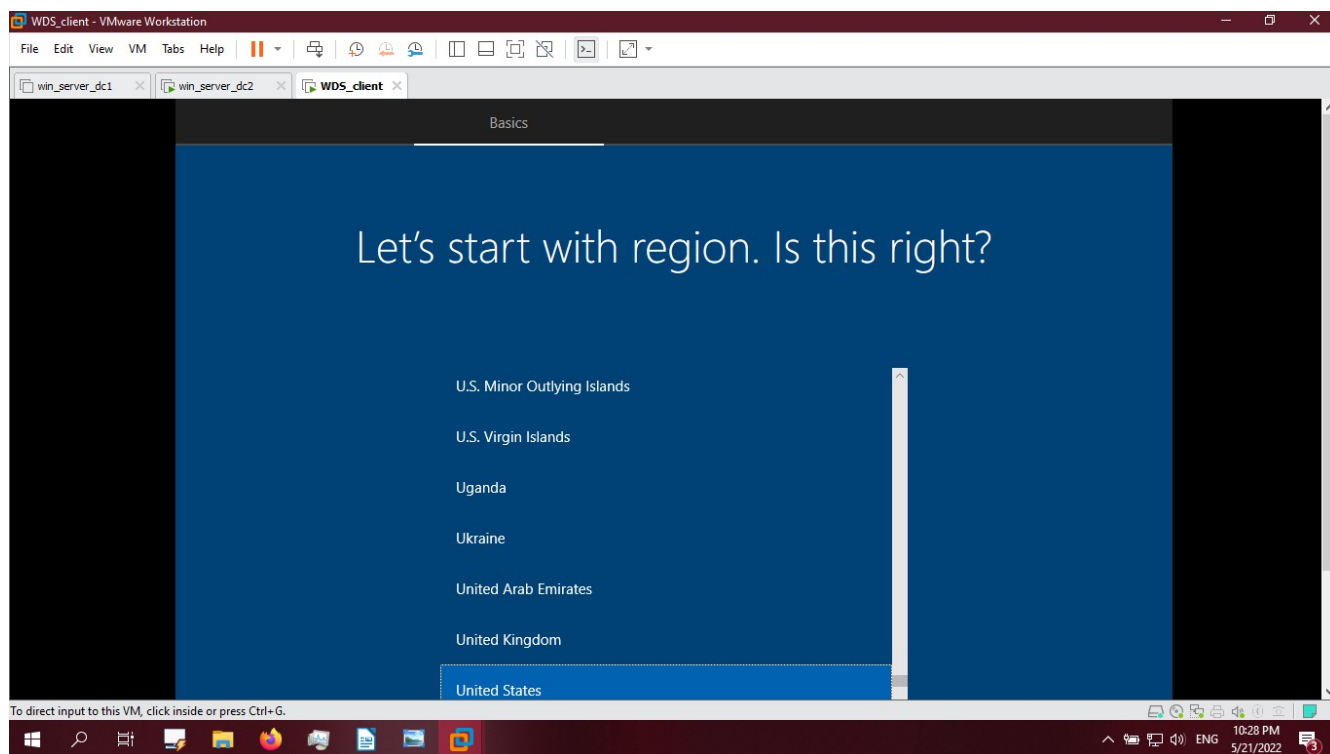 WDS_client - VMware Workstation
File Edit View VM Tabs Help
win_server_dc1 win_server_dc2 WDS_client
Basics
Let's start with region. Is this right?
U.S. Minor Outlying Islands
U.S. Virgin Islands
Uganda
Ukraine
United Arab Emirates
United Kingdom
United States
To direct input to this VM, click inside or press Ctrl+G.
ENG
10:28 PM
5/21/2022
3